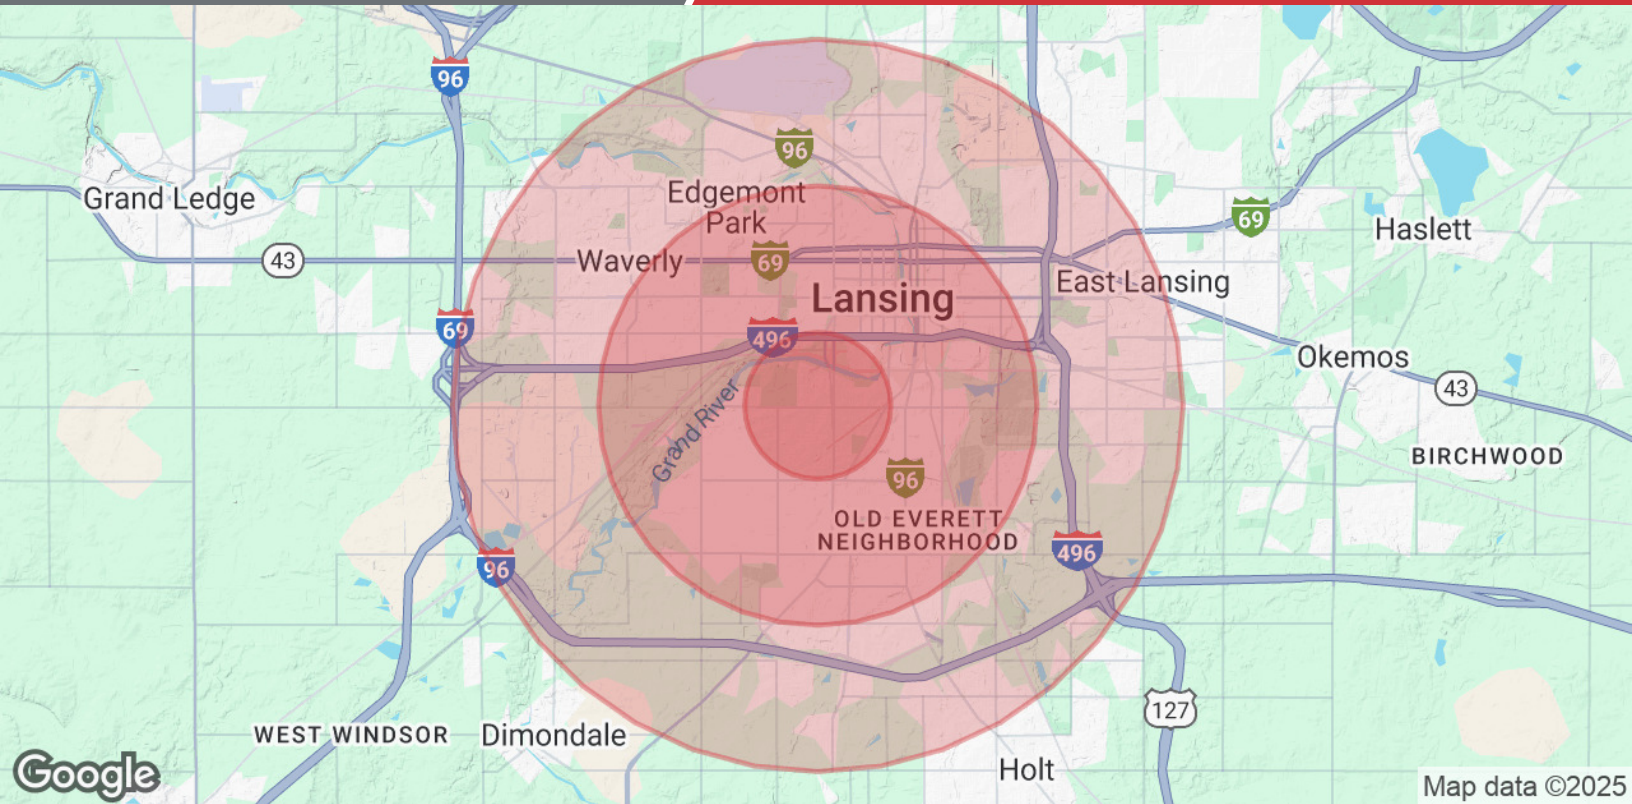 96
96
Grand Ledge
Edgemont
Park
69
Haslett
43
Waverly
69
East Lansing
Lansing
69
496
Okemos
43
Grand River
BIRCHWOOD
96
OLD EVERETT
NEIGHBORHOOD
496
96
127
WEST WINDSOR
Dimondale
Holt
Google
Map data ©2025